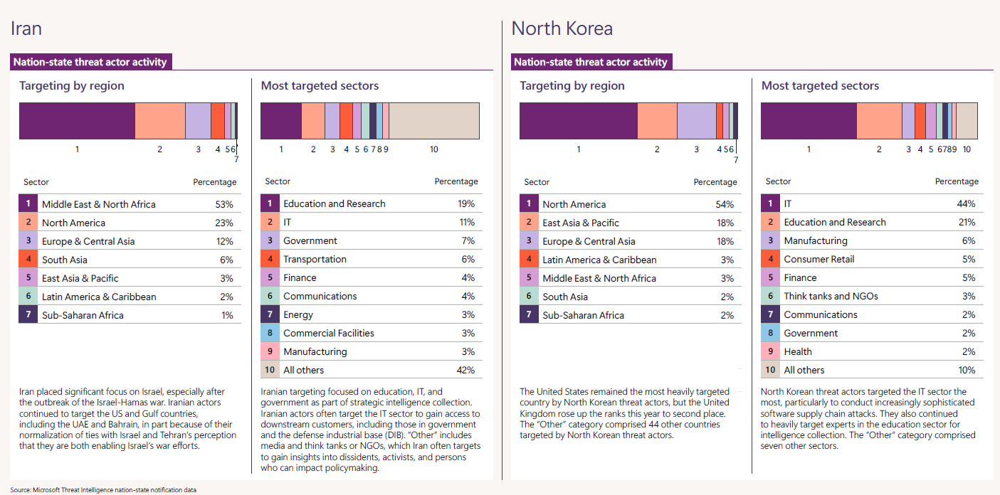 Iran
Nation-state threat actor activity
Targeting by region
1 2 3 4 5 6 7
Sector Percentage
1 Middle East & North Africa 53%
2 North America 23%
3 Europe & Central Asia 12%
4 South Asia 6%
5 East Asia & Pacific 3%
6 Latin America & Caribbean 2%
7 Sub-Saharan Africa 1%
Iran placed significant focus on Israel, especially after
the outbreak of the Israel-Hamas war. Iranian actors
continued to target the US and Gulf countries,
including the UAE and Bahrain, in part because of their
normalization of ties with Israel and Tehran's perception
that they are both enabling Israel's war efforts.
Most targeted sectors
1 2 3 4 5 6 7 8 9 10
Sector Percentage
1 Education and Research 19%
2 IT 11%
3 Government 7%
4 Transportation 6%
5 Finance 4%
6 Communications 4%
7 Energy 3%
8 Commercial Facilities 3%
9 Manufacturing 3%
10 All others 42%
Iranian targeting focused on education, IT, and
government as part of strategic intelligence collection.
Iranian actors often target the IT sector to gain access to
downstream customers, including those in government
and the defense industrial base (DIB). "Other" includes
media and think tanks or NGOs, which Iran often targets
to gain insights into dissidents, activists, and persons
who can impact policymaking.
North Korea
Nation-state threat actor activity
Targeting by region
1 2 3 4 5 6 7
Sector Percentage
1 North America 54%
2 East Asia & Pacific 18%
3 Europe & Central Asia 18%
4 Latin America & Caribbean 3%
5 Middle East & North Africa 3%
6 South Asia 2%
7 Sub-Saharan Africa 2%
The United States remained the most heavily targeted
country by North Korean threat actors, but the United
Kingdom rose up the ranks this year to second place.
The "Other" category comprised 44 other countries
targeted by North Korean threat actors.
Most targeted sectors
1 2 3 4 5 6 7 8 9 10
Sector Percentage
1 IT 44%
2 Education and Research 21%
3 Manufacturing 6%
4 Consumer Retail 5%
5 Finance 5%
6 Think tanks and NGOs 3%
7 Communications 2%
8 Government 2%
9 Health 2%
10 All others 10%
North Korean threat actors targeted the IT sector the
most, particularly to conduct increasingly sophisticated
software supply chain attacks. They also continued
to heavily target experts in the education sector for
intelligence collection. The "Other" category comprised
seven other sectors.
Source: Microsoft Threat Intelligence nation-state notification data